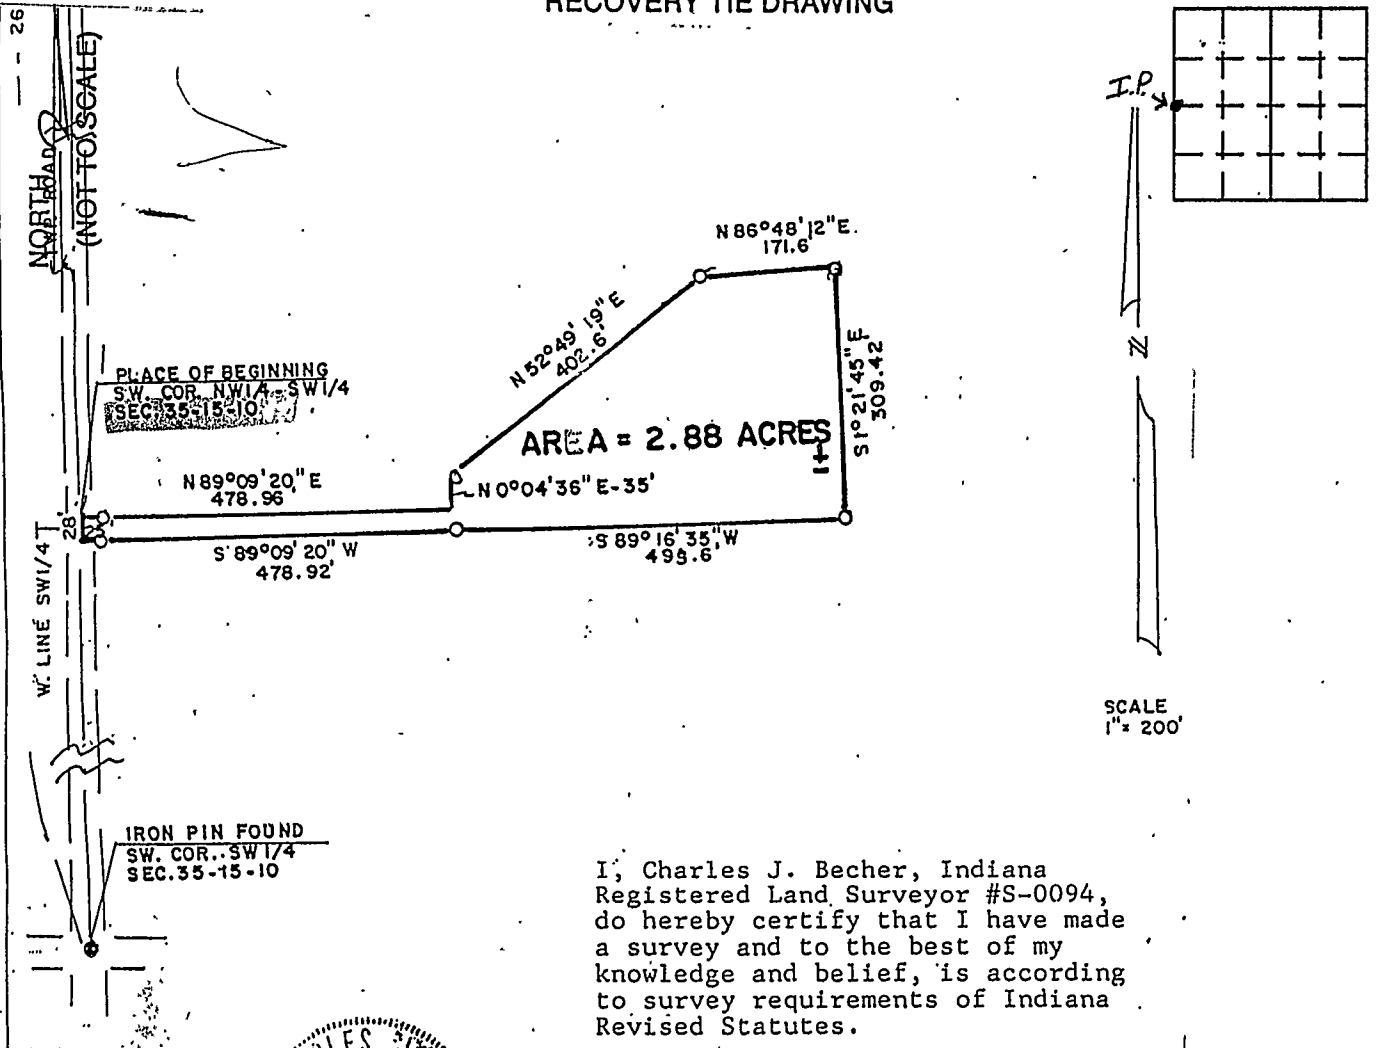 RECOVERY TIE DRAWING
26
NORTH
(NOT TO SCALE)
TWP. ROAD
I.P.
N 86°48'12"E.
171.6'
N 52°49' 19" E
402.6'
S 1° 21' 45" E
309.42'
PLACE OF BEGINNING
SW. COR. NW1/4-SW1/4
SEC. 35-15-10
AREA = 2.88 ACRES
±
N 89°09'20" E
478.96'
N 0°04'36" E-35'
28'
25'
S 89°09'20" W
478.92'
S 89°16'35" W
W. LINE SW1/4
N
SCALE
1"= 200'
IRON PIN FOUND
SW. COR. SW1/4
SEC. 35-15-10
I, Charles J. Becher, Indiana
Registered Land Surveyor #S-0094,
do hereby certify that I have made
a survey and to the best of my
knowledge and belief, is according
to survey requirements of Indiana
Revised Statutes.